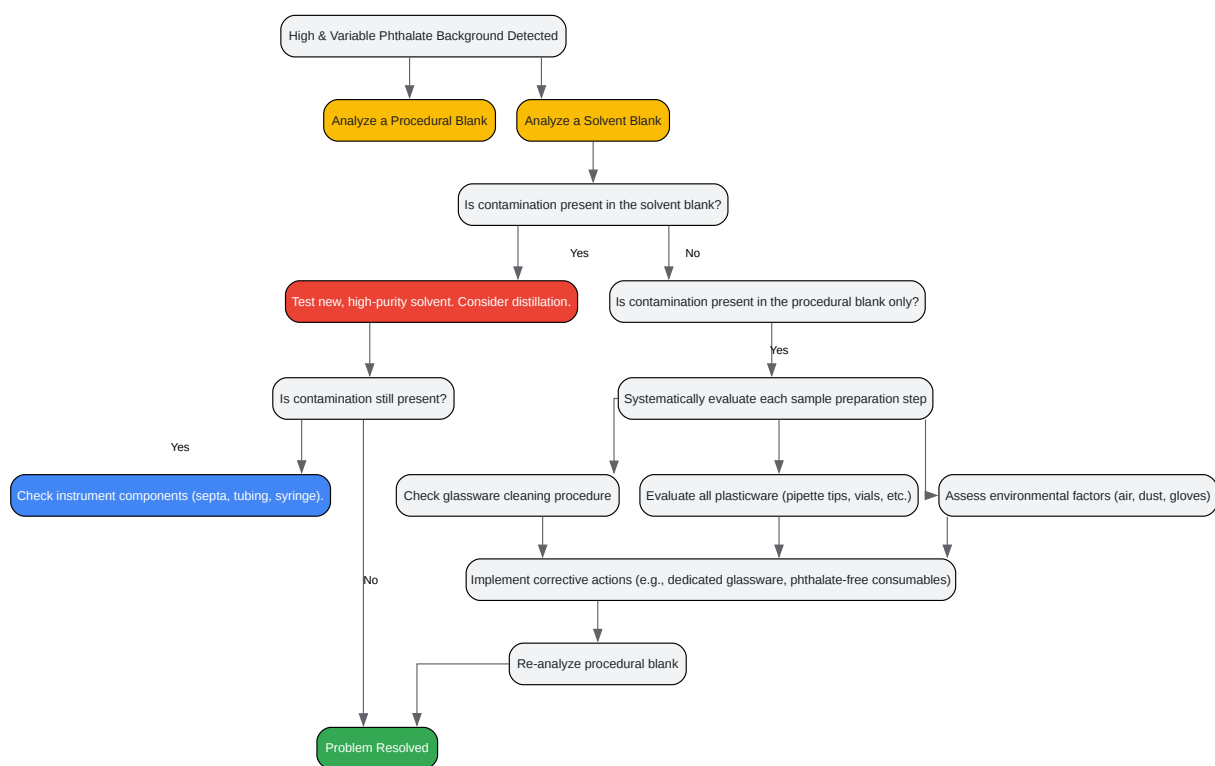 High & Variable Phthalate Background Detected
Analyze a Procedural Blank
Analyze a Solvent Blank
Is contamination present in the solvent blank?
Yes
No
Test new, high-purity solvent. Consider distillation.
Is contamination present in the procedural blank only?
Yes
Is contamination still present?
Systematically evaluate each sample preparation step
Yes
Check instrument components (septa, tubing, syringe).
Check glassware cleaning procedure
Evaluate all plasticware (pipette tips, vials, etc.)
Assess environmental factors (air, dust, gloves)
No
Implement corrective actions (e.g., dedicated glassware, phthalate-free consumables)
Re-analyze procedural blank
Problem Resolved